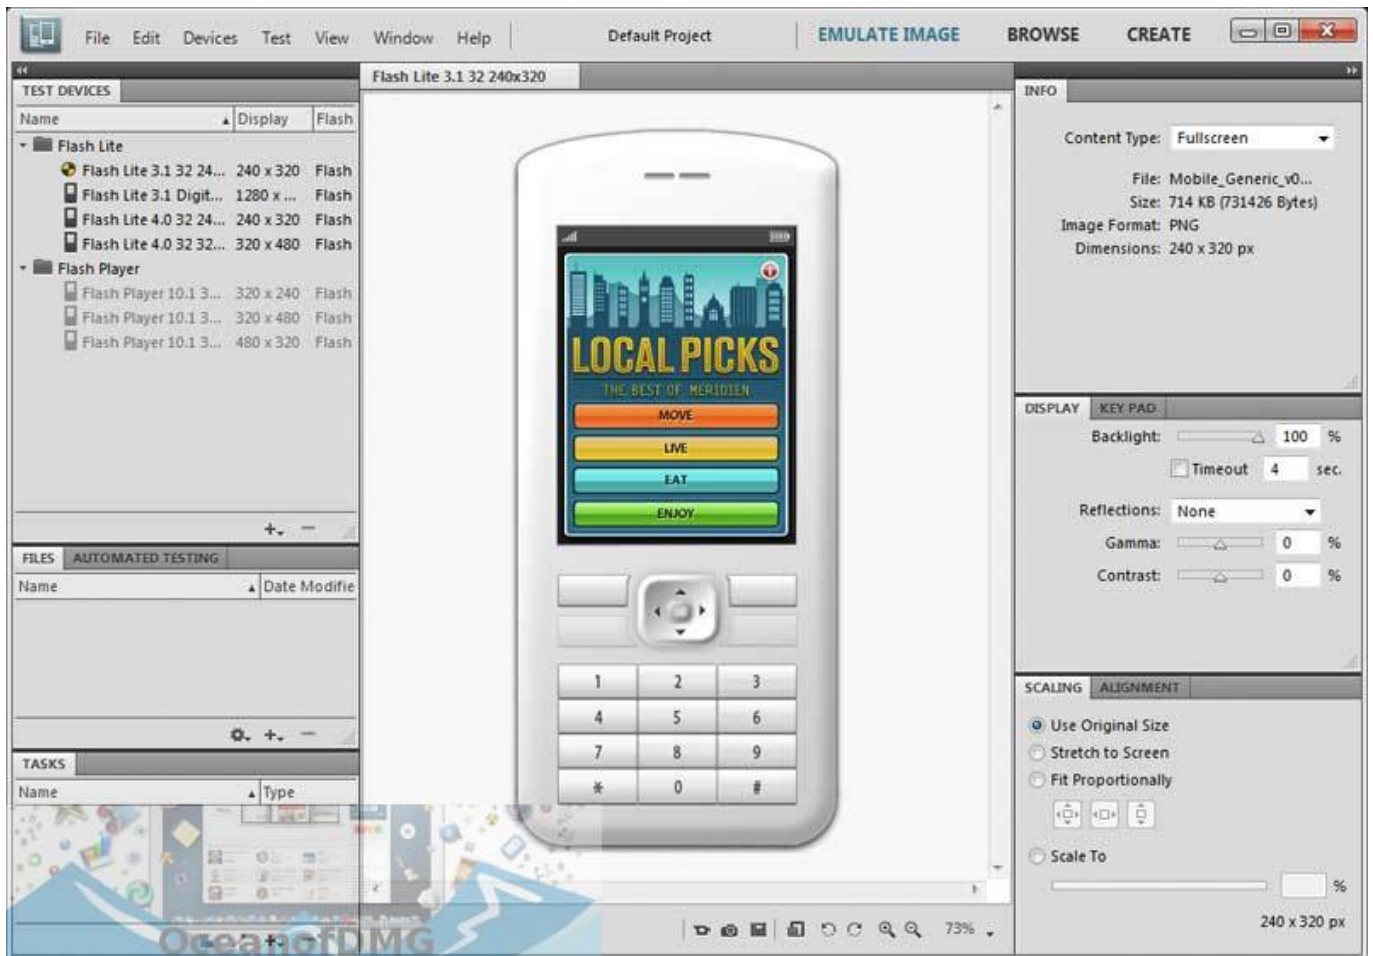 File Edit Devices Test View Window Help Default Project EMULATE IMAGE BROWSE CREATE
TEST DEVICES
Name Display Flash
Flash Lite
Flash Lite 3.1 32 24... 240 x 320 Flash
Flash Lite 3.1 Digit... 1280 x ... Flash
Flash Lite 4.0 32 24... 240 x 320 Flash
Flash Lite 4.0 32 32... 320 x 480 Flash
Flash Player
Flash Player 10.1 3... 320 x 240 Flash
Flash Player 10.1 3... 320 x 480 Flash
Flash Player 10.1 3... 480 x 320 Flash
FILES AUTOMATED TESTING
Name Date Modifie
TASKS
Name Type
OceanofDMG
Flash Lite 3.1 32 240x320
LOCAL PICKS
THE BEST OF MERIDIEN
MOVE
LIVE
EAT
ENJOY
1 2 3
4 5 6
7 8 9
* 0 #
73%
INFO
Content Type: Fullscreen
File: Mobile_Generic_v0...
Size: 714 KB (731426 Bytes)
Image Format: PNG
Dimensions: 240 x 320 px
DISPLAY KEY PAD
Backlight: 100 %
Timeout 4 sec.
Reflections: None
Gamma: 0 %
Contrast: 0 %
SCALING ALIGNMENT
Use Original Size
Stretch to Screen
Fit Proportionally
Scale To
%
240 x 320 px